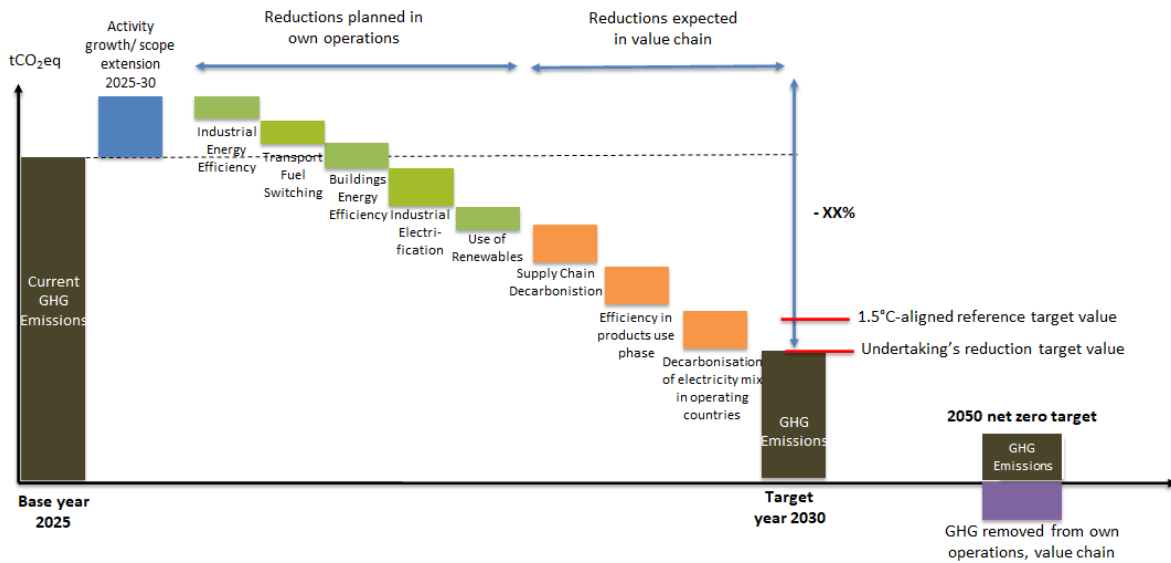 Activity
growth/ scope
extension
2025-30
Reductions planned in
own operations
Reductions expected
in value chain
tCO₂eq
Industrial
Energy
Efficiency
Transport
Fuel
Switching
Buildings
Energy
Efficiency
Industrial
Electri-
fication
Use of
Renewables
Supply Chain
Decarbonistion
Efficiency in
products use
phase
Decarbonisation
of electricity mix
in operating
countries
- XX%
1.5°C-aligned reference target value
Undertaking's reduction target value
Current
GHG
Emissions
GHG
Emissions
2050 net zero target
GHG
Emissions
Base year
2025
Target
year 2030
GHG removed from own
operations, value chain